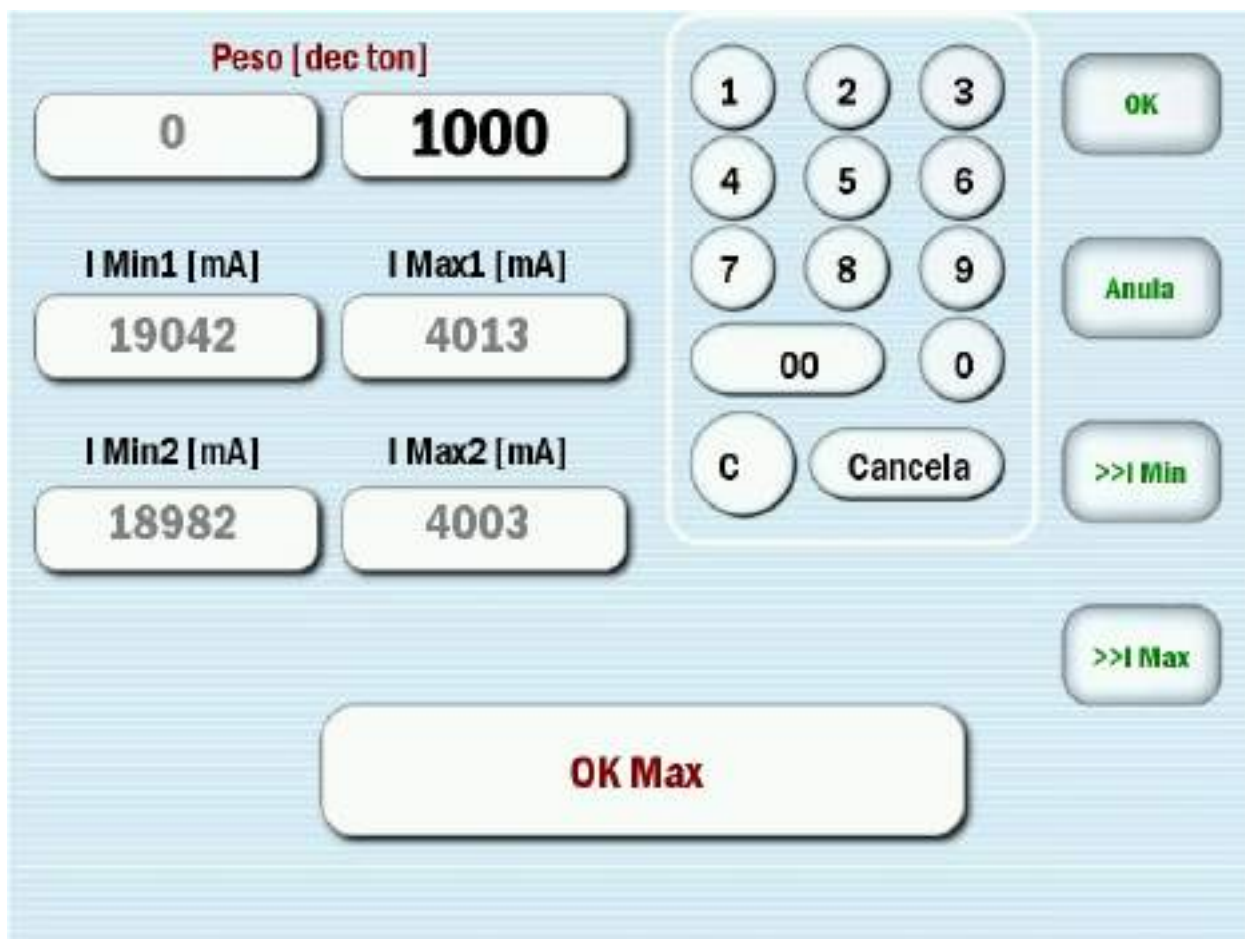 Peso [dec ton]
0 1000
I Min1 [mA] I Max1 [mA]
19042 4013
I Min2 [mA] I Max2 [mA]
18982 4003
1 2 3
4 5 6
7 8 9
00 0
C Cancela
OK
Anula
>>I Min
>>I Max
OK Max